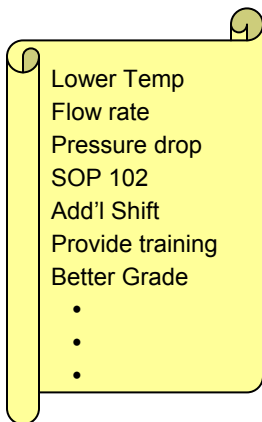 Lower Temp
Flow rate
Pressure drop
SOP 102
Add’l Shift
Provide training
Better Grade
•
•
•